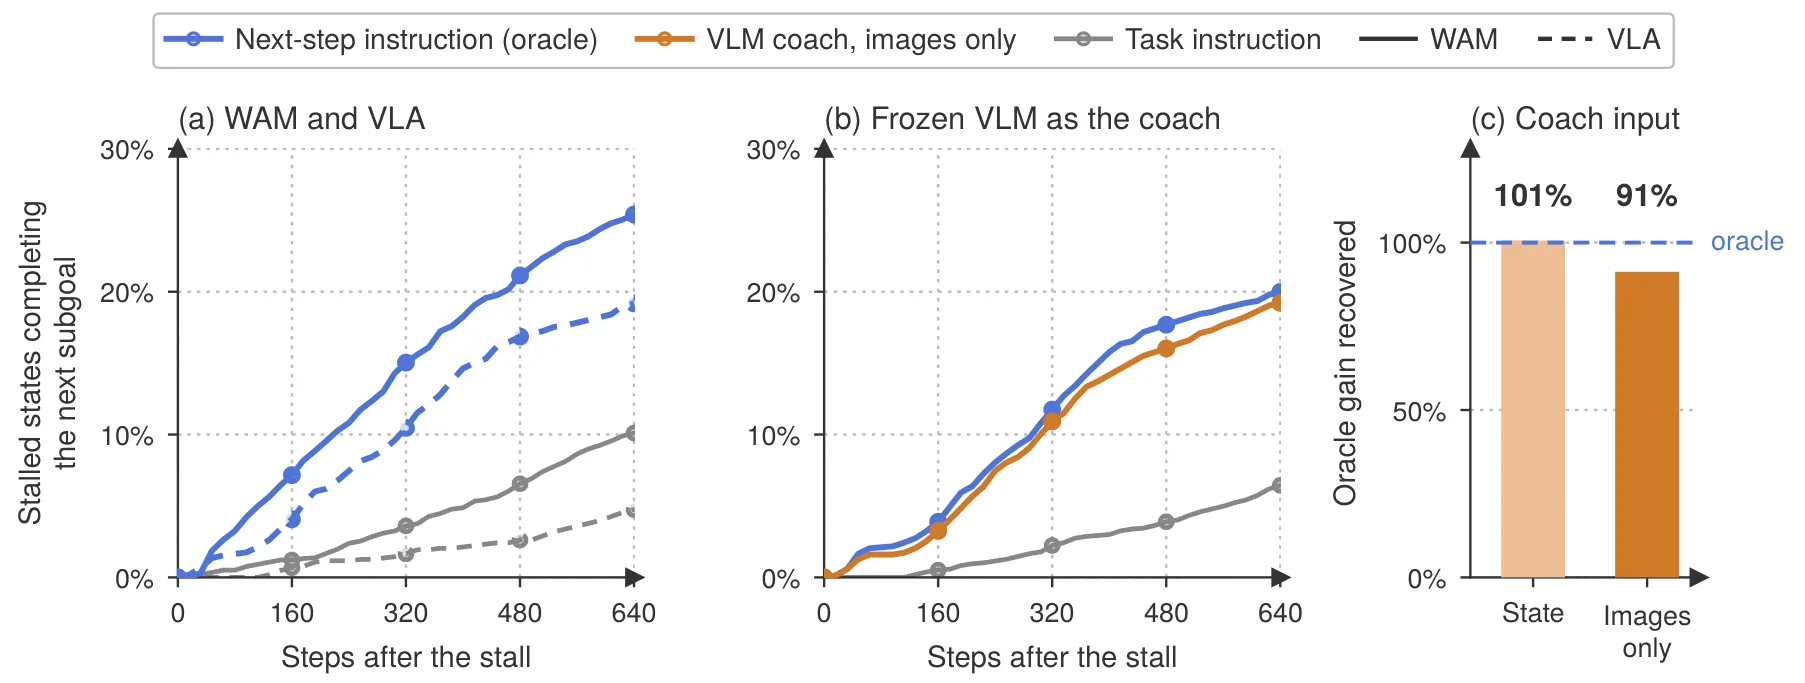 Next-step instruction (oracle) VLM coach, images only Task instruction WAM VLA
(a) WAM and VLA
Stalled states completing
the next subgoal
30%
20%
10%
0%
0 160 320 480 640
Steps after the stall
(b) Frozen VLM as the coach
30%
20%
10%
0%
0 160 320 480 640
Steps after the stall
(c) Coach input
Oracle gain recovered
101% 91%
100%
oracle
50%
0%
State Images
only